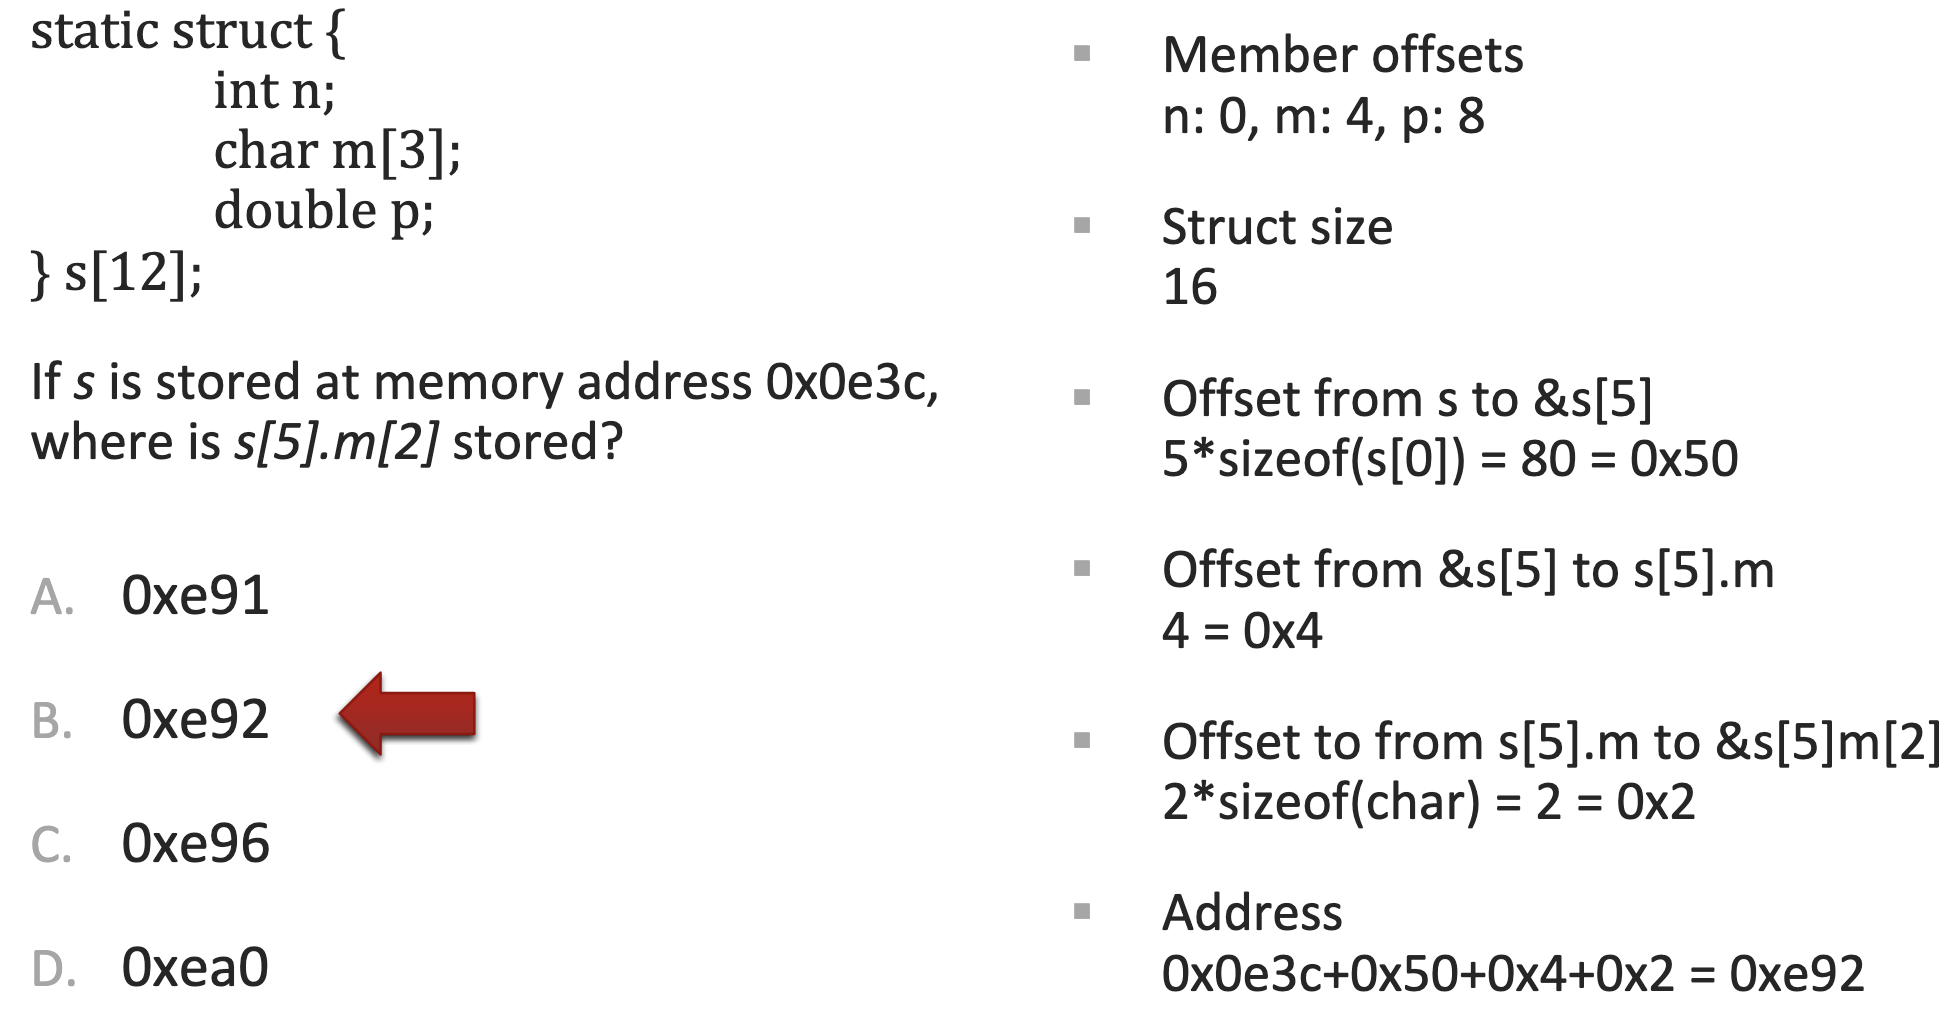 static struct {
int n;
char m[3];
double p;
} s[12];
If s is stored at memory address 0x0e3c,
where is s[5].m[2] stored?
A. 0xe91
B. 0xe92
C. 0xe96
D. 0xea0
▪ Member offsets
n: 0, m: 4, p: 8
▪ Struct size
16
▪ Offset from s to &s[5]
5*sizeof(s[0]) = 80 = 0x50
▪ Offset from &s[5] to s[5].m
4 = 0x4
▪ Offset to from s[5].m to &s[5]m[2]
2*sizeof(char) = 2 = 0x2
▪ Address
0x0e3c+0x50+0x4+0x2 = 0xe92